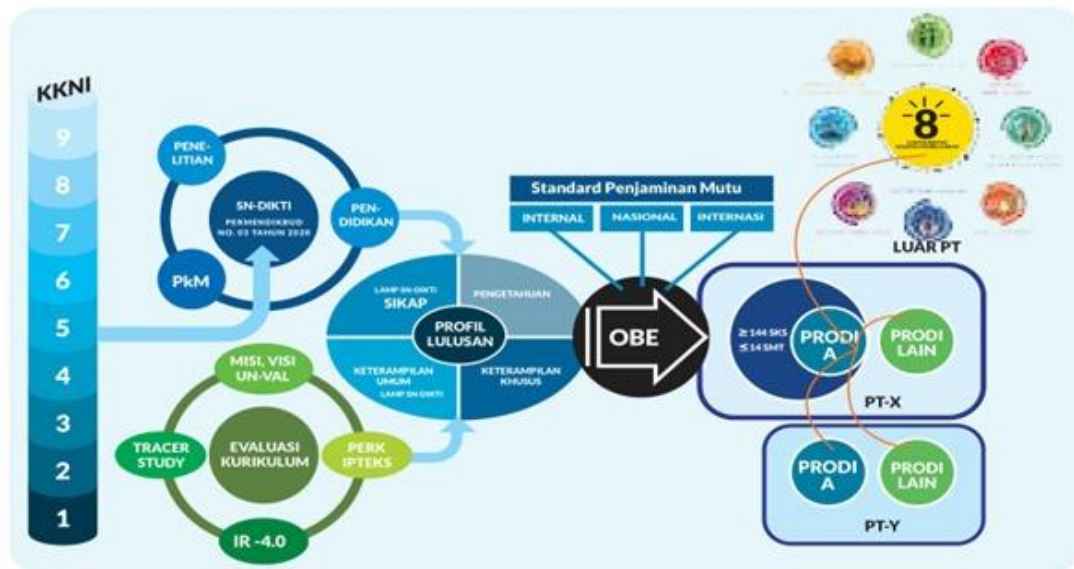 KKNI
9
8
7
6
5
4
3
2
1
PENE-
LITIAN
SN-DIKTI
PERMENDIKBUD
NO. 03 TAHUN 2020
PEN-
DIDIKAN
PkM
MISI, VISI
UN-VAL
TRACER
STUDY
EVALUASI
KURIKULUM
PERK
IPTEKS
IR -4.0
LAMP SN-DIKTI
SIKAP
PENGETAHUAN
PROFIL
LULUSAN
KETERAMPILAN
UMUM
LAMP SN DIKTI
KETERAMPILAN
KHUSUS
Standard Penjaminan Mutu
INTERNAL
NASIONAL
INTERNASI
OBE
8
LUAR PT
≥ 144 SKS
≤ 14 SMT
PRODI
A
PRODI
LAIN
PT-X
PRODI
A
PRODI
LAIN
PT-Y